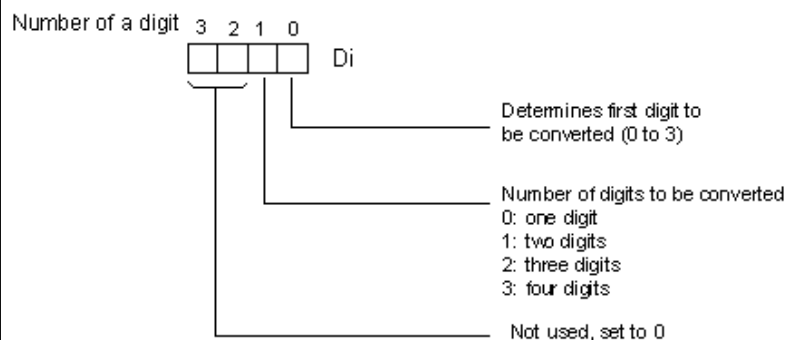 Number of a digit 3 2 1 0
Di
Determines first digit to
be converted (0 to 3)
Number of digits to be converted
0: one digit
1: two digits
2: three digits
3: four digits
Not used, set to 0